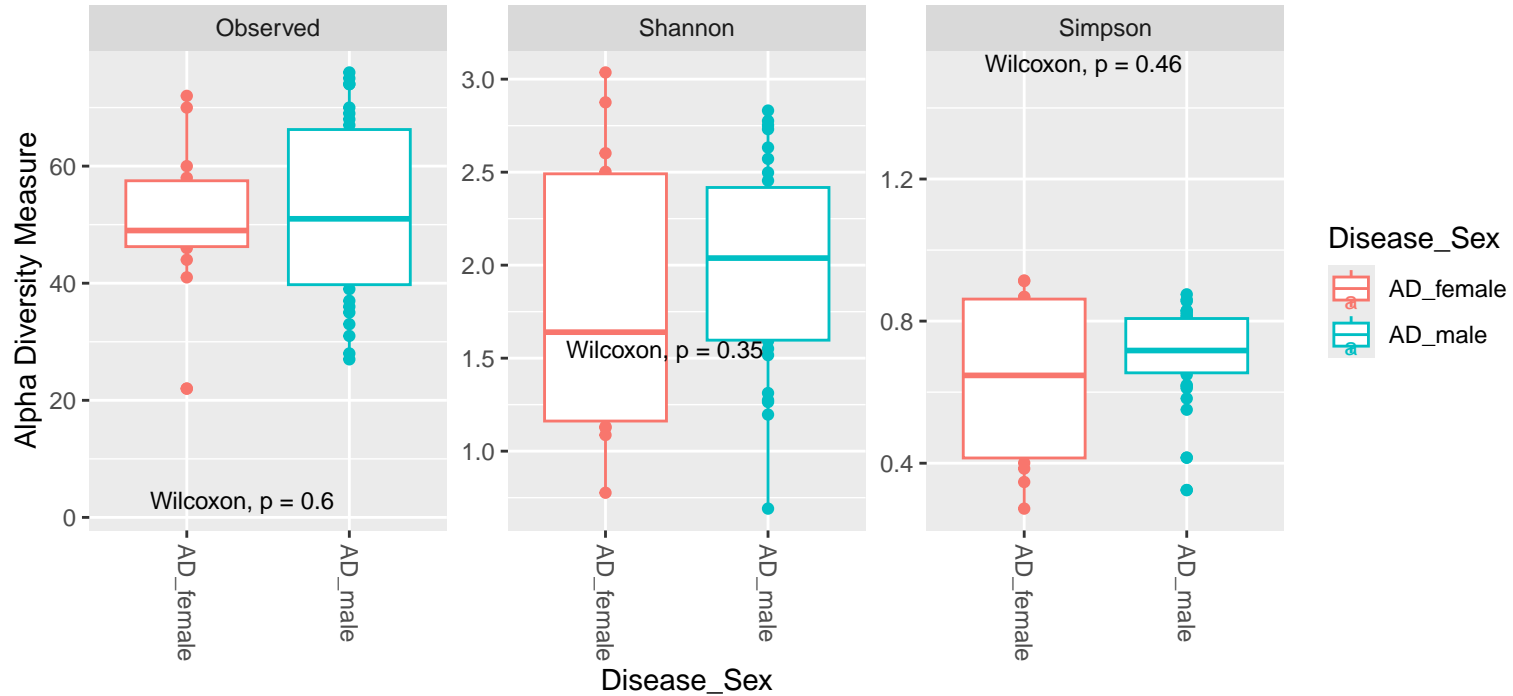 Observed
Shannon
Simpson
Alpha Diversity Measure
60
40
20
0
Wilcoxon, p = 0.6
AD_female
AD_male
3.0
2.5
2.0
1.5
1.0
Wilcoxon, p = 0.35
AD_female
AD_male
1.2
0.8
0.4
Wilcoxon, p = 0.46
AD_female
AD_male
Disease_Sex
Disease_Sex
a
AD_female
a
AD_male